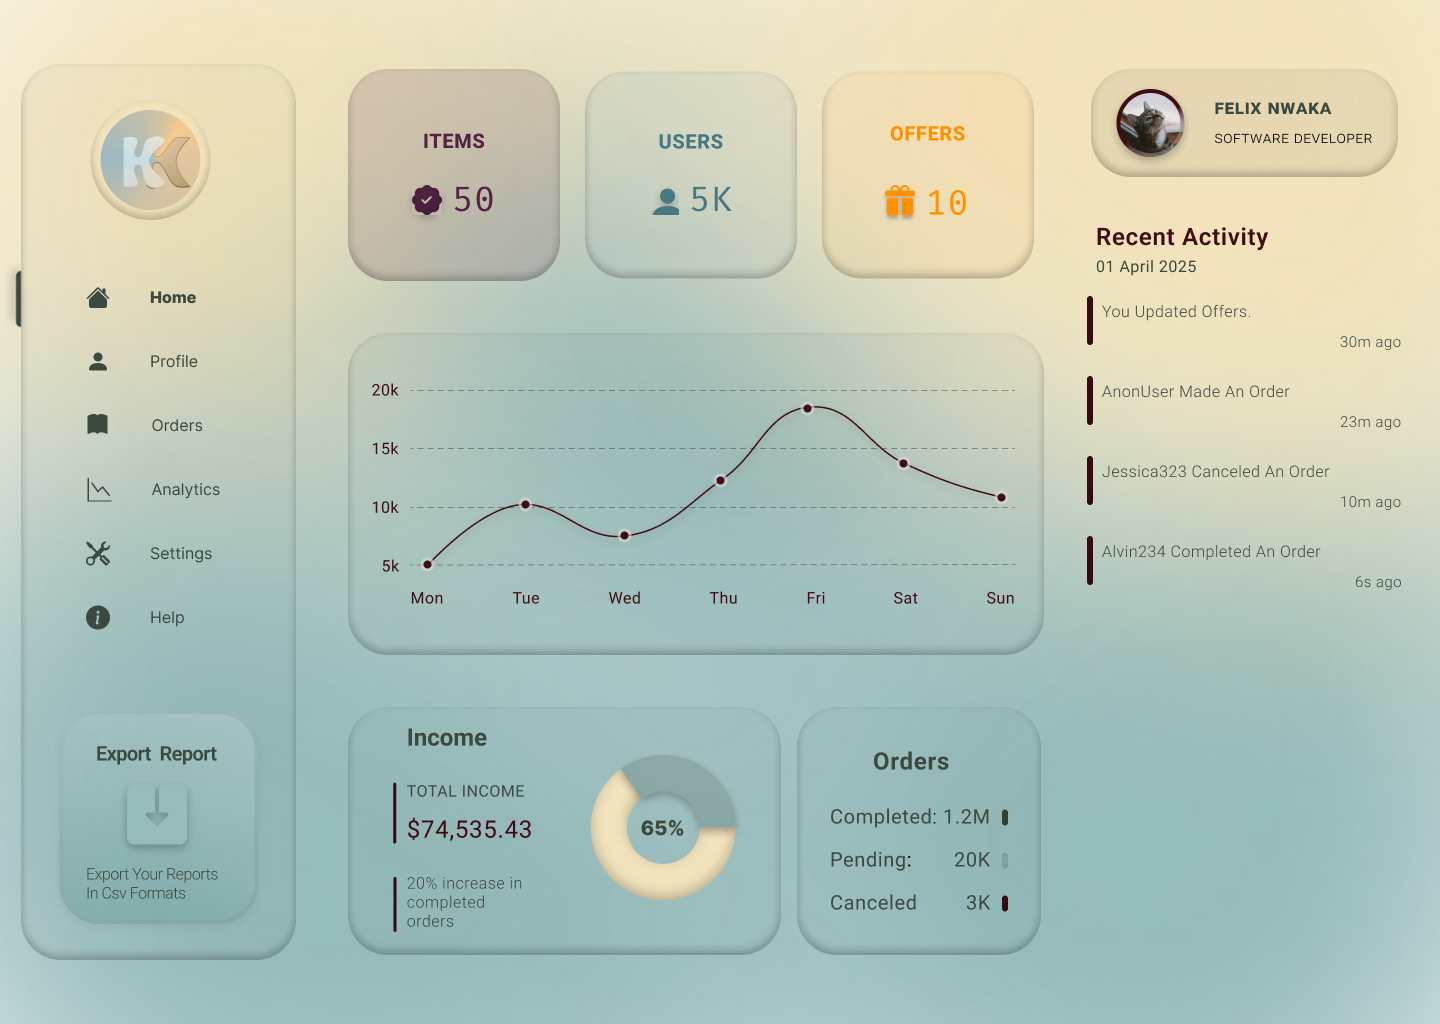 K
Home
Profile
Orders
Analytics
Settings
Help
Export Report
Export Your Reports
In Csv Formats
ITEMS
50
USERS
5K
OFFERS
10
20k
15k
10k
5k
Mon Tue Wed Thu Fri Sat Sun
Income
TOTAL INCOME
$74,535.43
20% increase in
completed
orders
65%
Orders
Completed: 1.2M
Pending: 20K
Canceled 3K
FELIX NWAKA
SOFTWARE DEVELOPER
Recent Activity
01 April 2025
You Updated Offers.
30m ago
AnonUser Made An Order
23m ago
Jessica323 Canceled An Order
10m ago
Alvin234 Completed An Order
6s ago